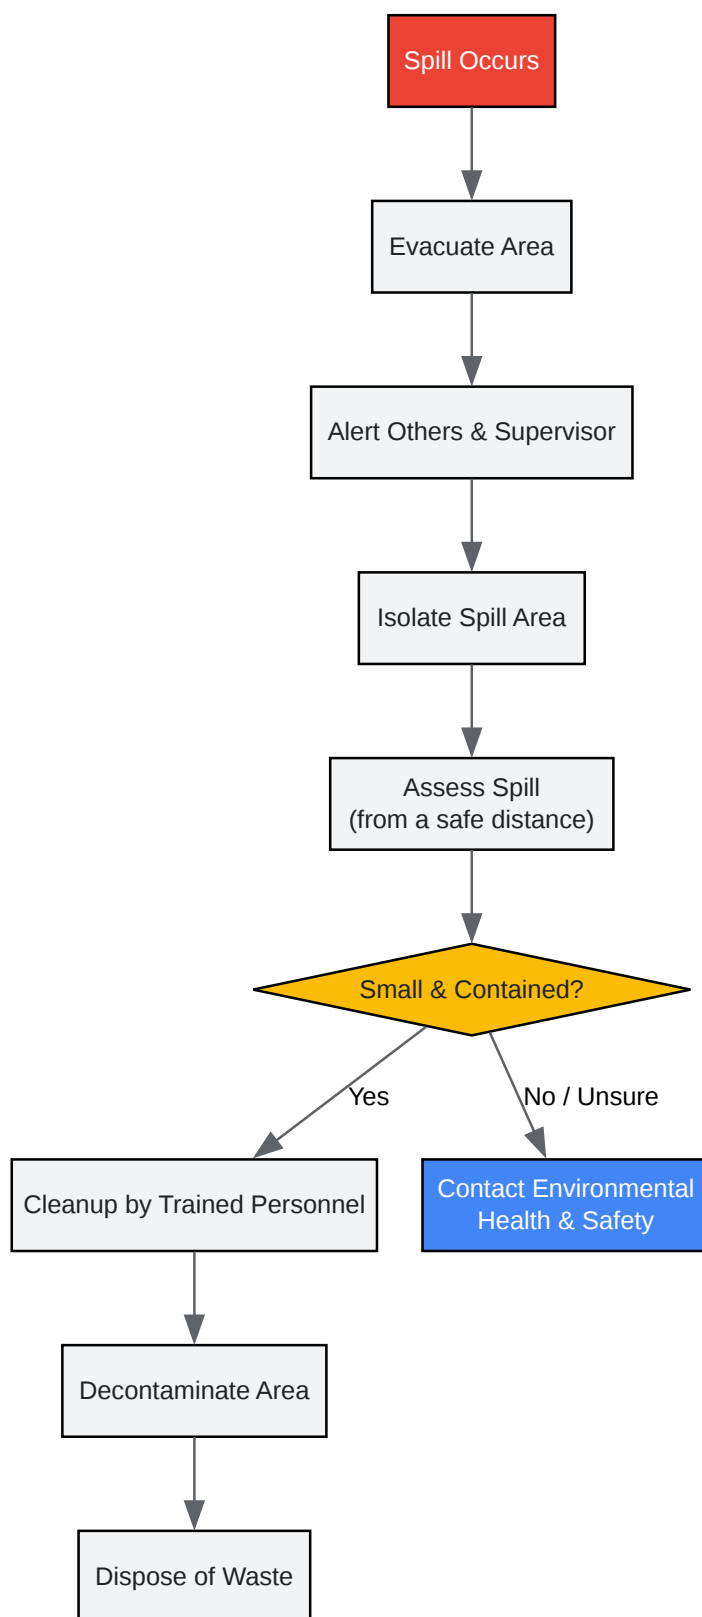 Spill Occurs
Evacuate Area
Alert Others & Supervisor
Isolate Spill Area
Assess Spill
(from a safe distance)
Small & Contained?
Yes
No / Unsure
Cleanup by Trained Personnel
Contact Environmental
Health & Safety
Decontaminate Area
Dispose of Waste